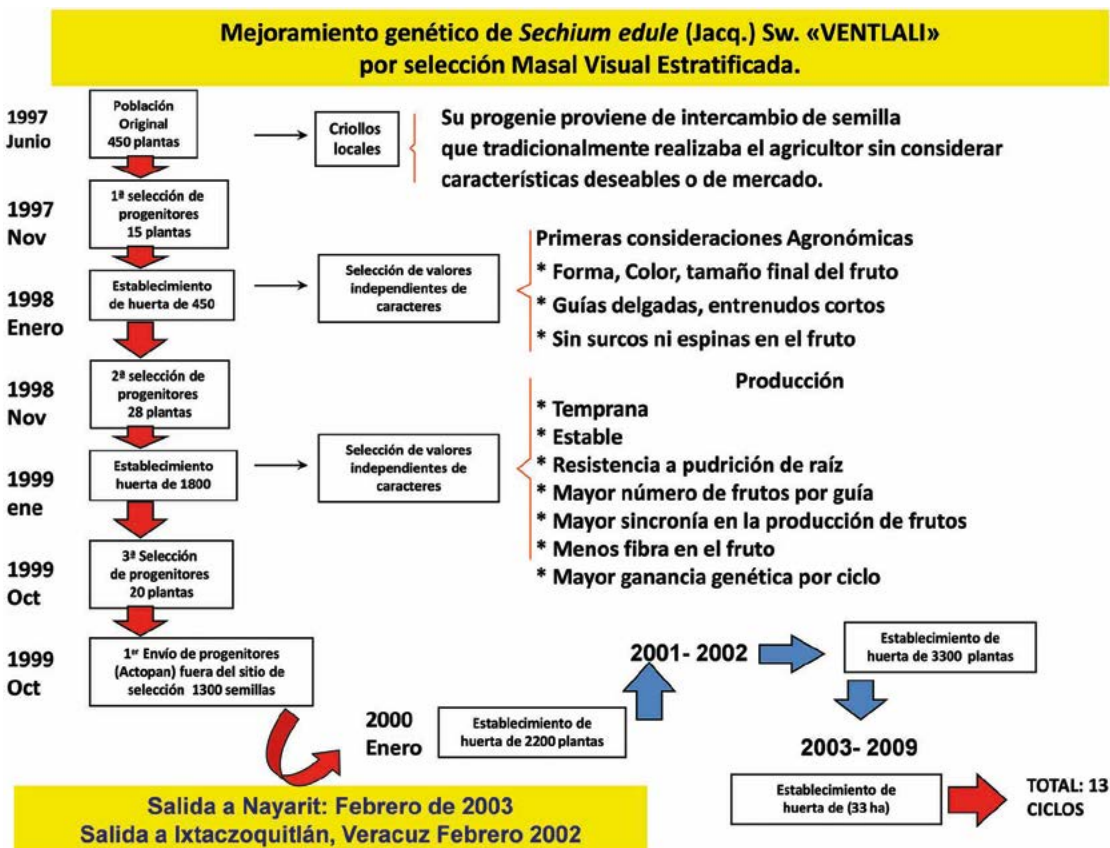 Mejoramiento genético de Sechium edule (Jacq.) Sw. «VENTLALI»
por selección Masal Visual Estratificada.
1997
Junio
Población
Original
450 plantas
Criollos
locales
Su progenie proviene de intercambio de semilla
que tradicionalmente realizaba el agricultor sin considerar
características deseables o de mercado.
1997
Nov
1ª selección de
progenitores
15 plantas
1998
Enero
Establecimiento
de huerta de 450
Selección de valores
independientes de
caracteres
Primeras consideraciones Agronómicas
* Forma, Color, tamaño final del fruto
* Guías delgadas, entrenudos cortos
* Sin surcos ni espinas en el fruto
1998
Nov
2ª selección de
progenitores
28 plantas
1999
ene
Establecimiento
huerta de 1800
Selección de valores
independientes de
caracteres
Producción
* Temprana
* Estable
* Resistencia a pudrición de raíz
* Mayor número de frutos por guía
* Mayor sincronía en la producción de frutos
* Menos fibra en el fruto
* Mayor ganancia genética por ciclo
1999
Oct
3ª Selección
de progenitores
20 plantas
1999
Oct
1er Envío de progenitores
(Actopan) fuera del sitio de
selección 1300 semillas
2000
Enero
Establecimiento de
huerta de 2200 plantas
2001- 2002
Establecimiento de
huerta de 3300 plantas
2003- 2009
Establecimiento de
huerta de (33 ha)
TOTAL: 13
CICLOS
Salida a Nayarit: Febrero de 2003
Salida a Ixtaczoquitlán, Veracuz Febrero 2002